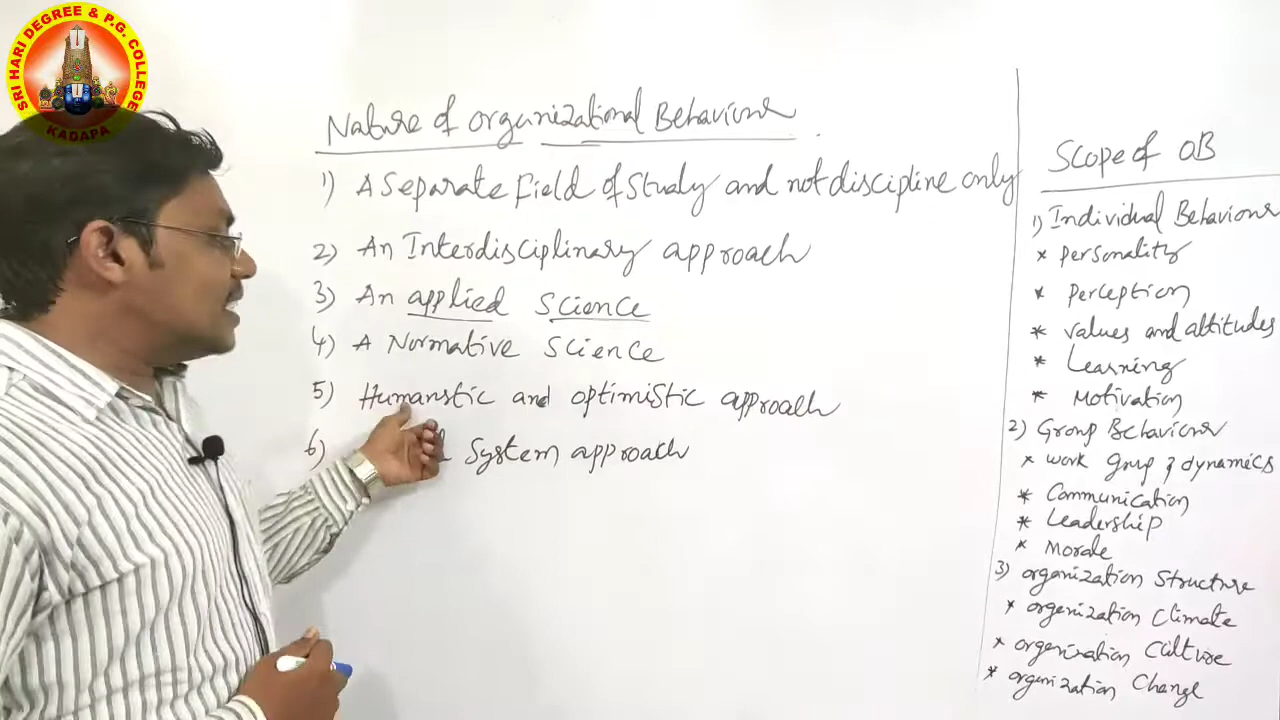 SRI HARI DEGREE & P.G. COLLEGE
KADAPA
Nature of organizational Behaviour
1) A Separate Field of Study and not discipline only
2) An Interdisciplinary approach
3) An applied Science
4) A Normative Science
5) Humanstic and optimistic approach
6) System approach
Scope of OB
1) Individual Behaviour
* personality
* perception
* values and attitudes
* Learning
* Motivation
2) Group Behaviour
* work group & dynamics
* Communication
* Leadership
* Morale
3) organization Structure
* organization Climate
* organization Culture
* organization Change